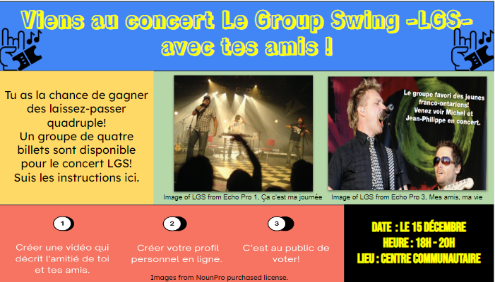 Viens au concert Le Group Swing -LGS-
avec tes amis !
Tu as la chance de gagner
des laissez-passer
quadruple!
Un groupe de quatre
billets sont disponible
pour le concert LGS!
Suis les instructions ici.
Image of LGS from Echo Pro 1. Ça c'est ma journée
Le groupe favori des jeunes
franco-ontariens!
Venez voir Michel et
Jean-Philippe en concert.
Image of LGS from Echo Pro 3. Mes amis, ma vie
1
Créer une vidéo qui
décrit l'amitié de toi
et tes amis.
2
Créer votre profil
personnel en ligne.
3
C'est au public de
voter!
Images from NounPro purchased license.
DATE : LE 15 DÉCEMBRE
HEURE : 18H - 20H
LIEU : CENTRE COMMUNAUTAIRE